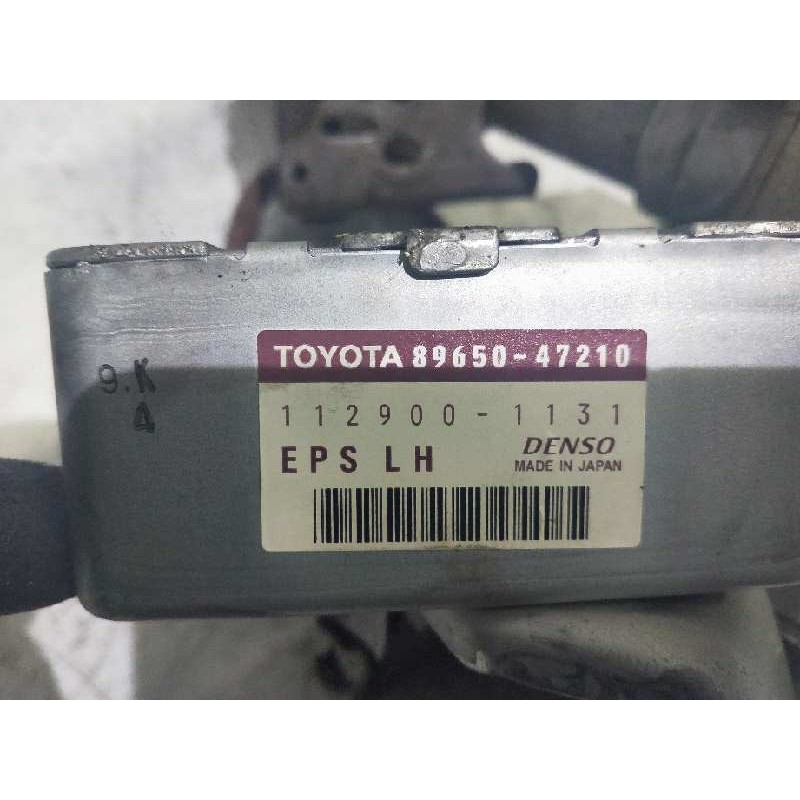 TOYOTA 89650-47210
112900-1131
EPS LH DENSO
MADE IN JAPAN
9.K
4